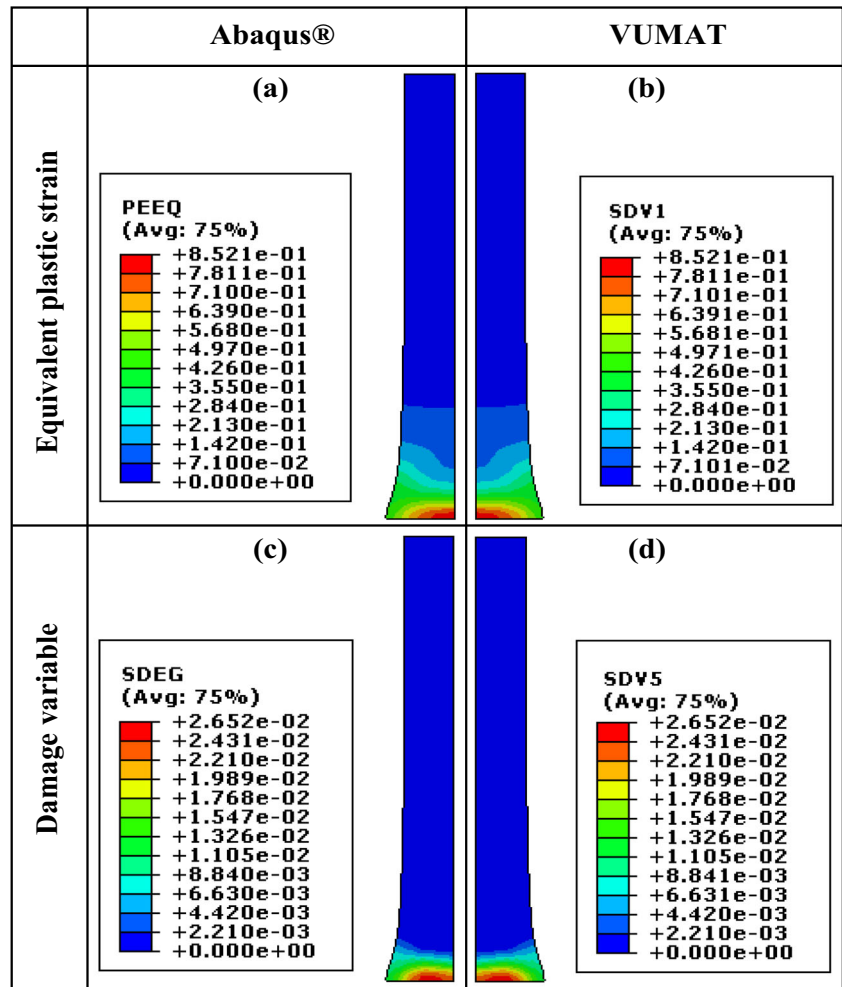 Abaqus®
VUMAT
Equivalent plastic strain
(a)
PEEQ
(Avg: 75%)
+8.521e-01
+7.811e-01
+7.100e-01
+6.390e-01
+5.680e-01
+4.970e-01
+4.260e-01
+3.550e-01
+2.840e-01
+2.130e-01
+1.420e-01
+7.100e-02
+0.000e+00
(b)
SDV1
(Avg: 75%)
+8.521e-01
+7.811e-01
+7.101e-01
+6.391e-01
+5.681e-01
+4.971e-01
+4.260e-01
+3.550e-01
+2.840e-01
+2.130e-01
+1.420e-01
+7.101e-02
+0.000e+00
Damage variable
(c)
SDEG
(Avg: 75%)
+2.652e-02
+2.431e-02
+2.210e-02
+1.989e-02
+1.768e-02
+1.547e-02
+1.326e-02
+1.105e-02
+8.840e-03
+6.630e-03
+4.420e-03
+2.210e-03
+0.000e+00
(d)
SDV5
(Avg: 75%)
+2.652e-02
+2.431e-02
+2.210e-02
+1.989e-02
+1.768e-02
+1.547e-02
+1.326e-02
+1.105e-02
+8.841e-03
+6.631e-03
+4.420e-03
+2.210e-03
+0.000e+00